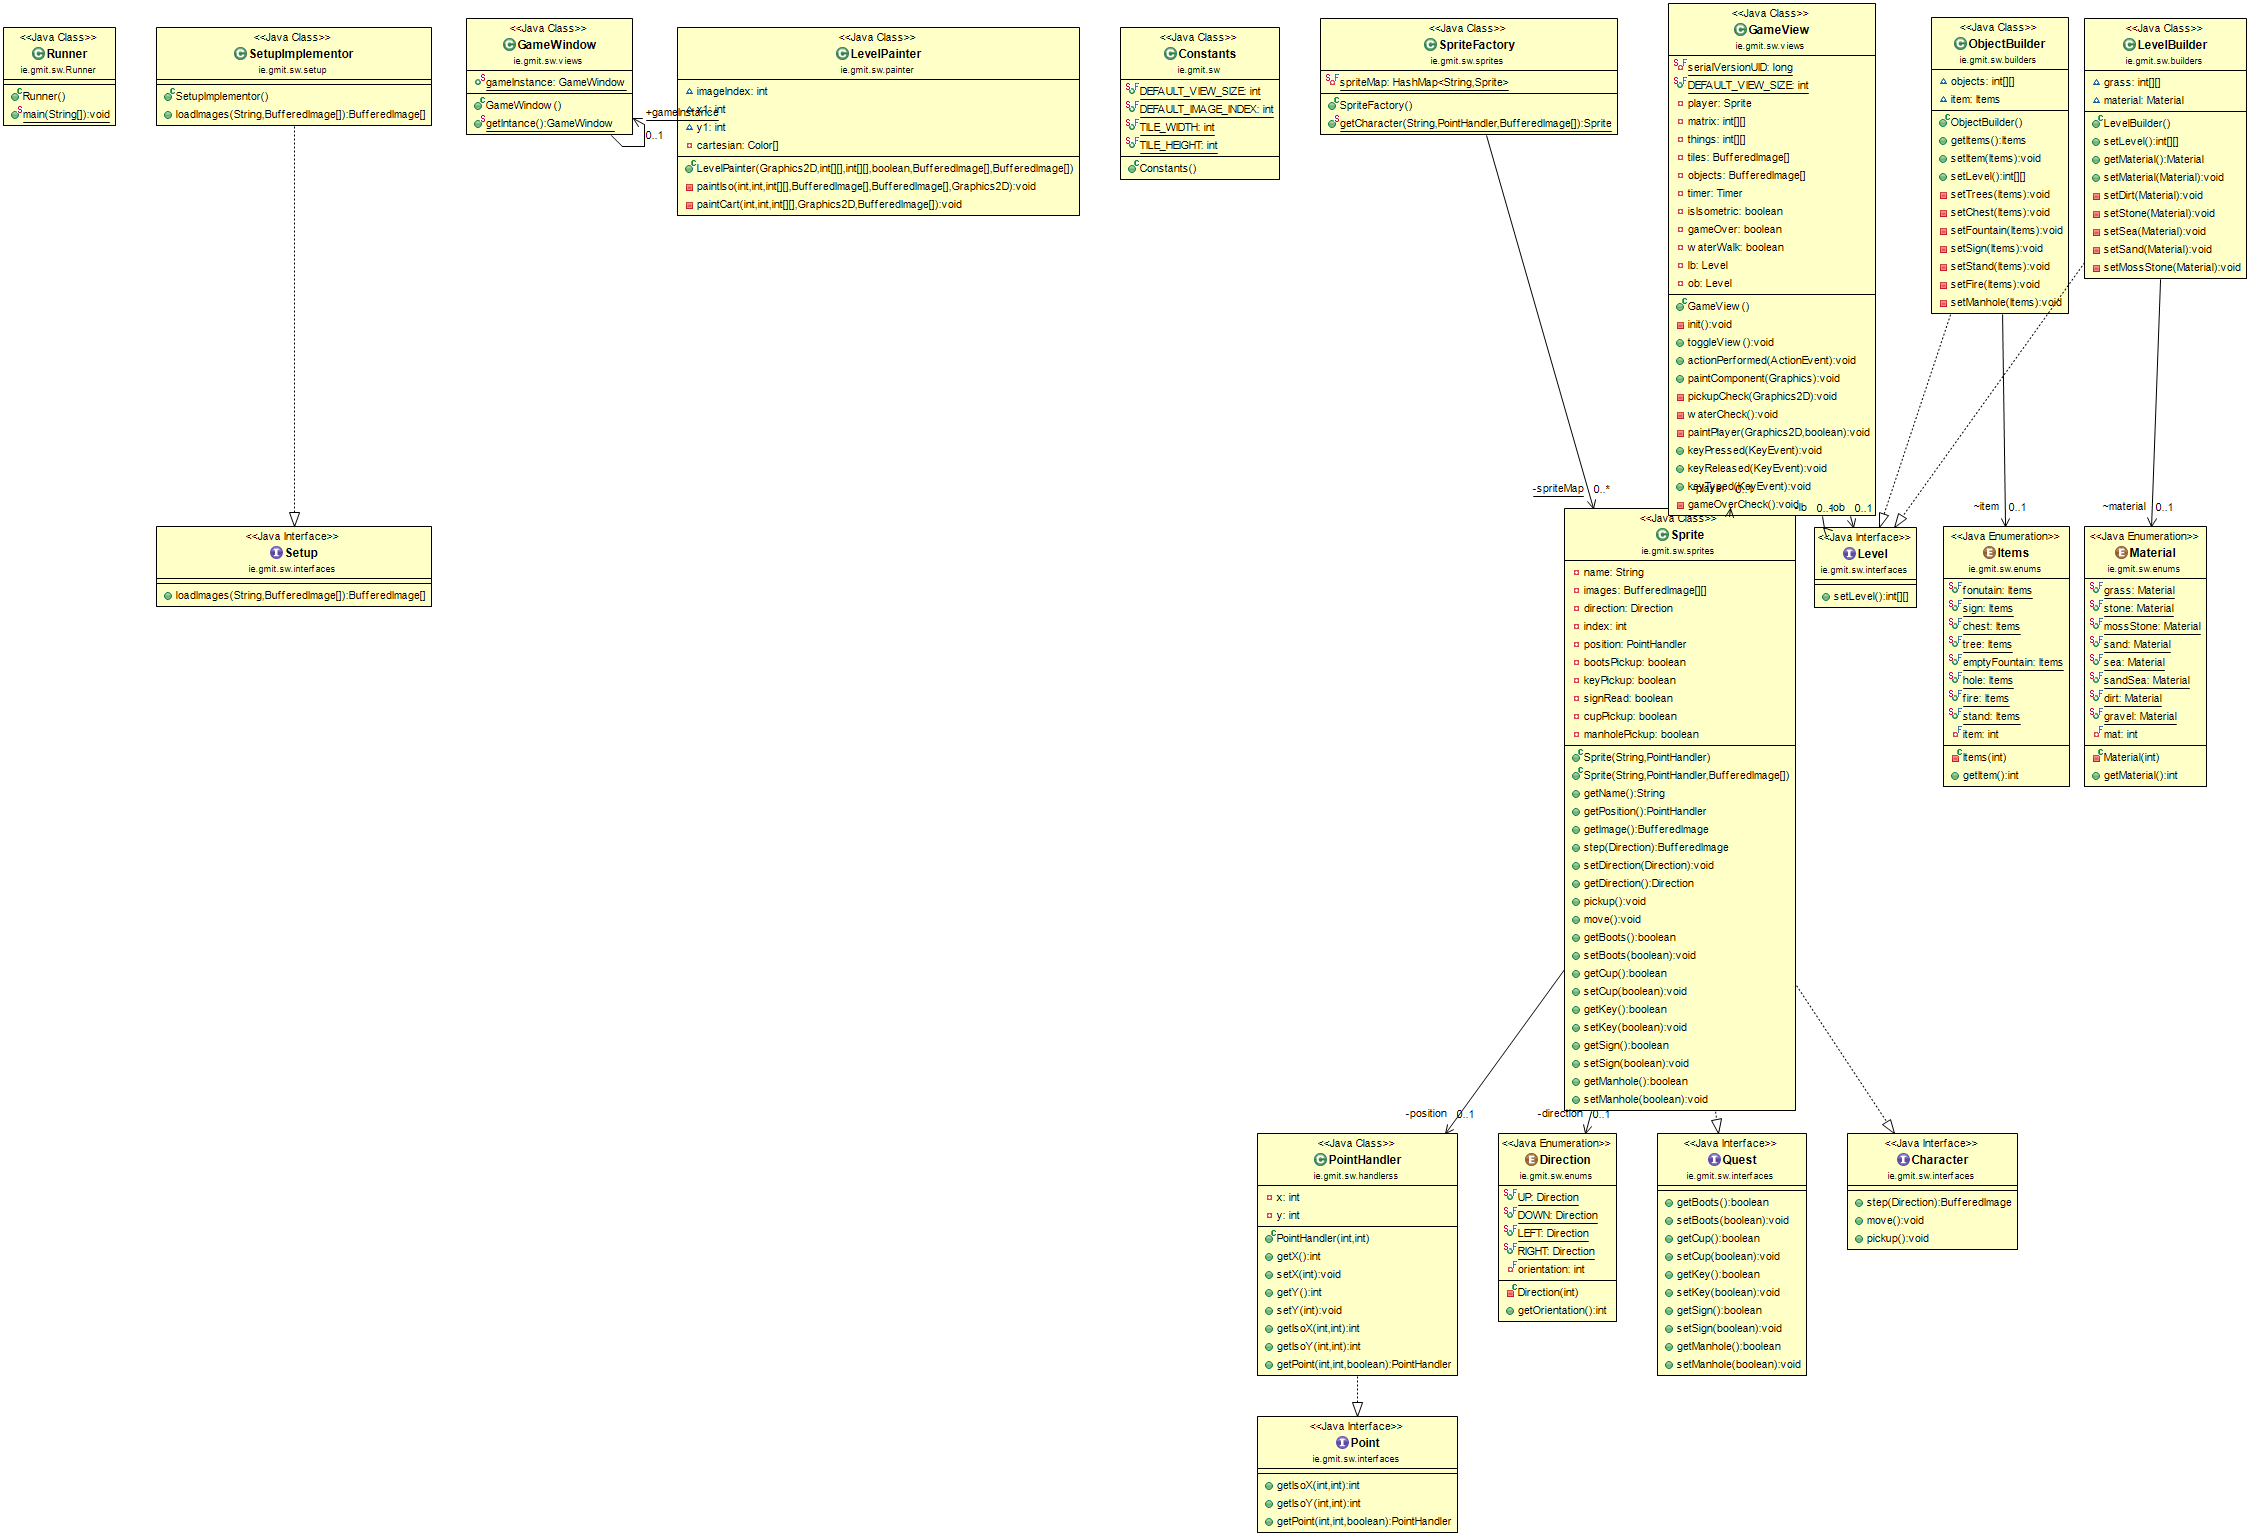 <<Java Class>>
Runner
ie.gmit.sw.Runner
Runner()
main(String[]):void
<<Java Class>>
SetupImplementor
ie.gmit.sw.setup
SetupImplementor()
loadImages(String,BufferedImage[]):BufferedImage[]
<<Java Class>>
GameWindow
ie.gmit.sw.views
gameInstance: GameWindow
GameWindow()
getIntance():GameWindow
+gameInstance
0..1
<<Java Class>>
LevelPainter
ie.gmit.sw.painter
imageIndex: int
x1: int
y1: int
cartesian: Color[]
LevelPainter(Graphics2D,int[][],int[][],boolean,BufferedImage[],BufferedImage[])
paintIso(int,int,int[][],BufferedImage[],BufferedImage[],Graphics2D):void
paintCart(int,int,int[][],Graphics2D,BufferedImage[]):void
<<Java Class>>
Constants
ie.gmit.sw
DEFAULT_VIEW_SIZE: int
DEFAULT_IMAGE_INDEX: int
TILE_WIDTH: int
TILE_HEIGHT: int
Constants()
<<Java Class>>
SpriteFactory
ie.gmit.sw.sprites
spriteMap: HashMap<String,Sprite>
SpriteFactory()
getCharacter(String,PointHandler,BufferedImage[]):Sprite
<<Java Class>>
GameView
ie.gmit.sw.views
serialVersionUID: long
DEFAULT_VIEW_SIZE: int
player: Sprite
matrix: int[][]
things: int[][]
tiles: BufferedImage[]
objects: BufferedImage[]
timer: Timer
isIsometric: boolean
gameOver: boolean
waterWalk: boolean
lb: Level
ob: Level
GameView()
init():void
toggleView():void
actionPerformed(ActionEvent):void
paintComponent(Graphics):void
pickupCheck(Graphics2D):void
waterCheck():void
paintPlayer(Graphics2D,boolean):void
keyPressed(KeyEvent):void
keyReleased(KeyEvent):void
keyTyped(KeyEvent):void
gameOverCheck():void
<<Java Class>>
ObjectBuilder
ie.gmit.sw.builders
objects: int[][]
item: Items
ObjectBuilder()
getItems():Items
setItem(Items):void
setLevel():int[][]
setTrees(Items):void
setChest(Items):void
setFountain(Items):void
setSign(Items):void
setStand(Items):void
setFire(Items):void
setManhole(Items):void
<<Java Class>>
LevelBuilder
ie.gmit.sw.builders
grass: int[][]
material: Material
LevelBuilder()
setLevel():int[][]
getMaterial():Material
setMaterial(Material):void
setDirt(Material):void
setStone(Material):void
setSea(Material):void
setSand(Material):void
setMossStone(Material):void
-spriteMap 0..*
-player 0..1
-lb 0..1
-ob 0..1
~item 0..1
~material 0..1
<<Java Interface>>
Setup
ie.gmit.sw.interfaces
loadImages(String,BufferedImage[]):BufferedImage[]
<<Java Class>>
Sprite
ie.gmit.sw.sprites
name: String
images: BufferedImage[][]
direction: Direction
index: int
position: PointHandler
bootsPickup: boolean
keyPickup: boolean
signRead: boolean
cupPickup: boolean
manholePickup: boolean
Sprite(String,PointHandler)
Sprite(String,PointHandler,BufferedImage[])
getName():String
getPosition():PointHandler
getImage():BufferedImage
step(Direction):BufferedImage
setDirection(Direction):void
getDirection():Direction
pickup():void
move():void
getBoots():boolean
setBoots(boolean):void
getCup():boolean
setCup(boolean):void
getKey():boolean
setKey(boolean):void
getSign():boolean
setSign(boolean):void
getManhole():boolean
setManhole(boolean):void
<<Java Interface>>
Level
ie.gmit.sw.interfaces
setLevel():int[][]
<<Java Enumeration>>
Items
ie.gmit.sw.enums
fonutain: Items
sign: Items
chest: Items
tree: Items
emptyFountain: Items
hole: Items
fire: Items
stand: Items
item: int
Items(int)
getItem():int
<<Java Enumeration>>
Material
ie.gmit.sw.enums
grass: Material
stone: Material
mossStone: Material
sand: Material
sea: Material
sandSea: Material
dirt: Material
gravel: Material
mat: int
Material(int)
getMaterial():int
-position 0..1
-direction 0..1
<<Java Class>>
PointHandler
ie.gmit.sw.handlerss
x: int
y: int
PointHandler(int,int)
getX():int
setX(int):void
getY():int
setY(int):void
getIsoX(int,int):int
getIsoY(int,int):int
getPoint(int,int,boolean):PointHandler
<<Java Enumeration>>
Direction
ie.gmit.sw.enums
UP: Direction
DOWN: Direction
LEFT: Direction
RIGHT: Direction
orientation: int
Direction(int)
getOrientation():int
<<Java Interface>>
Quest
ie.gmit.sw.interfaces
getBoots():boolean
setBoots(boolean):void
getCup():boolean
setCup(boolean):void
getKey():boolean
setKey(boolean):void
getSign():boolean
setSign(boolean):void
getManhole():boolean
setManhole(boolean):void
<<Java Interface>>
Character
ie.gmit.sw.interfaces
step(Direction):BufferedImage
move():void
pickup():void
<<Java Interface>>
Point
ie.gmit.sw.interfaces
getIsoX(int,int):int
getIsoY(int,int):int
getPoint(int,int,boolean):PointHandler